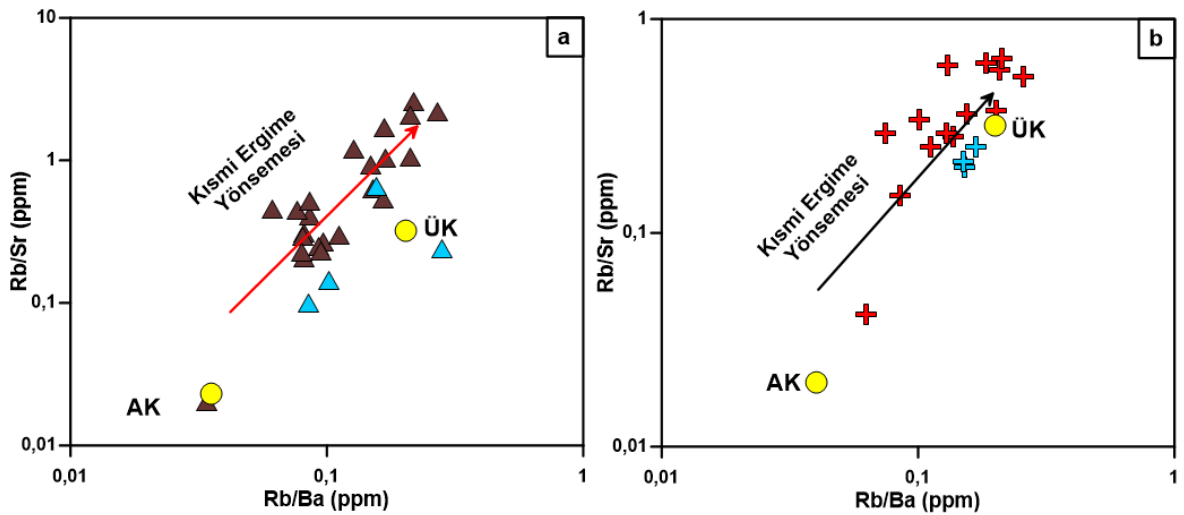 10
1
0,1
0,01
Rb/Sr (ppm)
a
Kısmi Ergime
Yönsemesi
ÜK
AK
0,01
0,1
1
Rb/Ba (ppm)
1
0,1
0,01
Rb/Sr (ppm)
b
Kısmi Ergime
Yönsemesi
ÜK
AK
0,01
0,1
1
Rb/Ba (ppm)